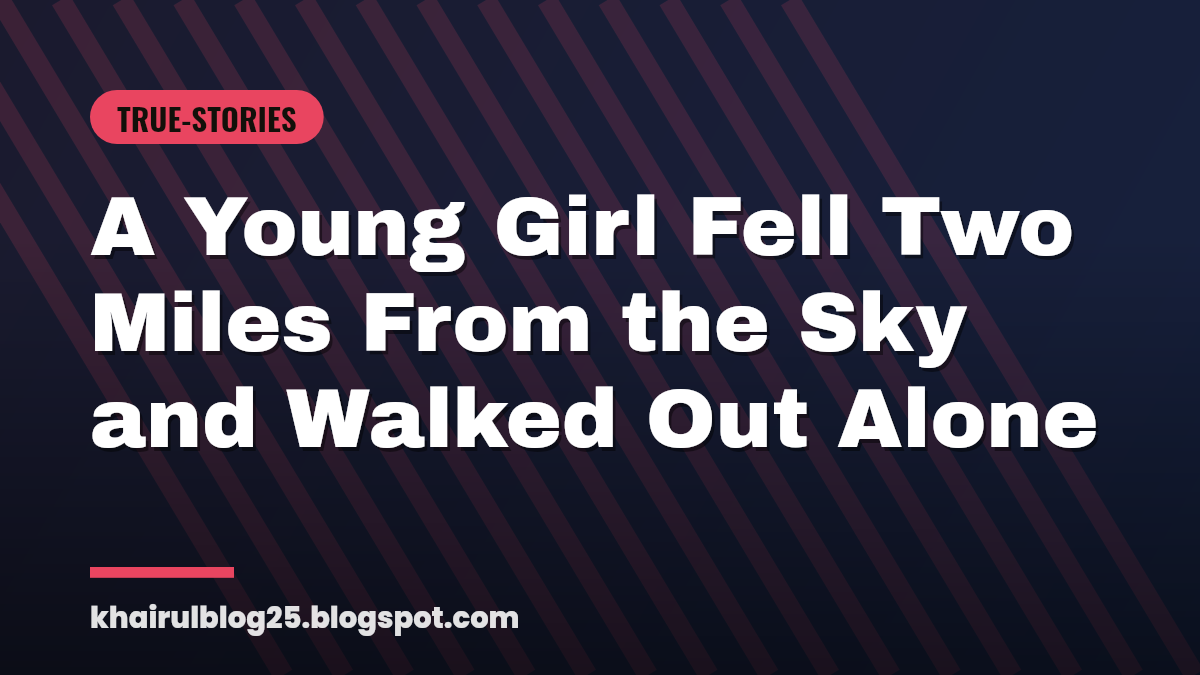 TRUE-STORIES
A Young Girl Fell Two
Miles From the Sky
and Walked Out Alone
khairulblog25.blogspot.com